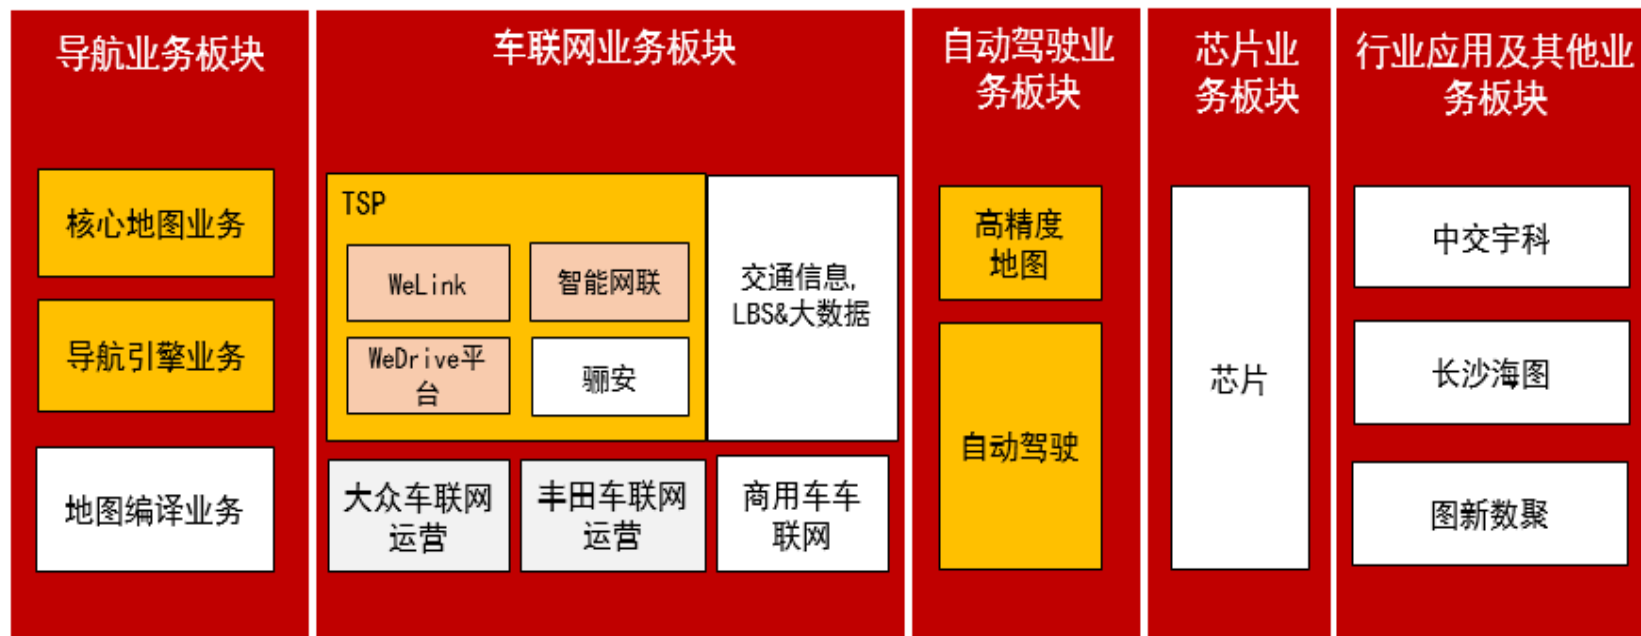 导航业务板块
核心地图业务
导航引擎业务
地图编译业务
车联网业务板块
TSP
WeLink
智能网联
WeDrive平
台
骊安
交通信息,
LBS&大数据
大众车联网
运营
丰田车联网
运营
商用车车
联网
自动驾驶业
务板块
高精度
地图
自动驾驶
芯片业
务板块
芯片
行业应用及其他业
务板块
中交宇科
长沙海图
图新数聚